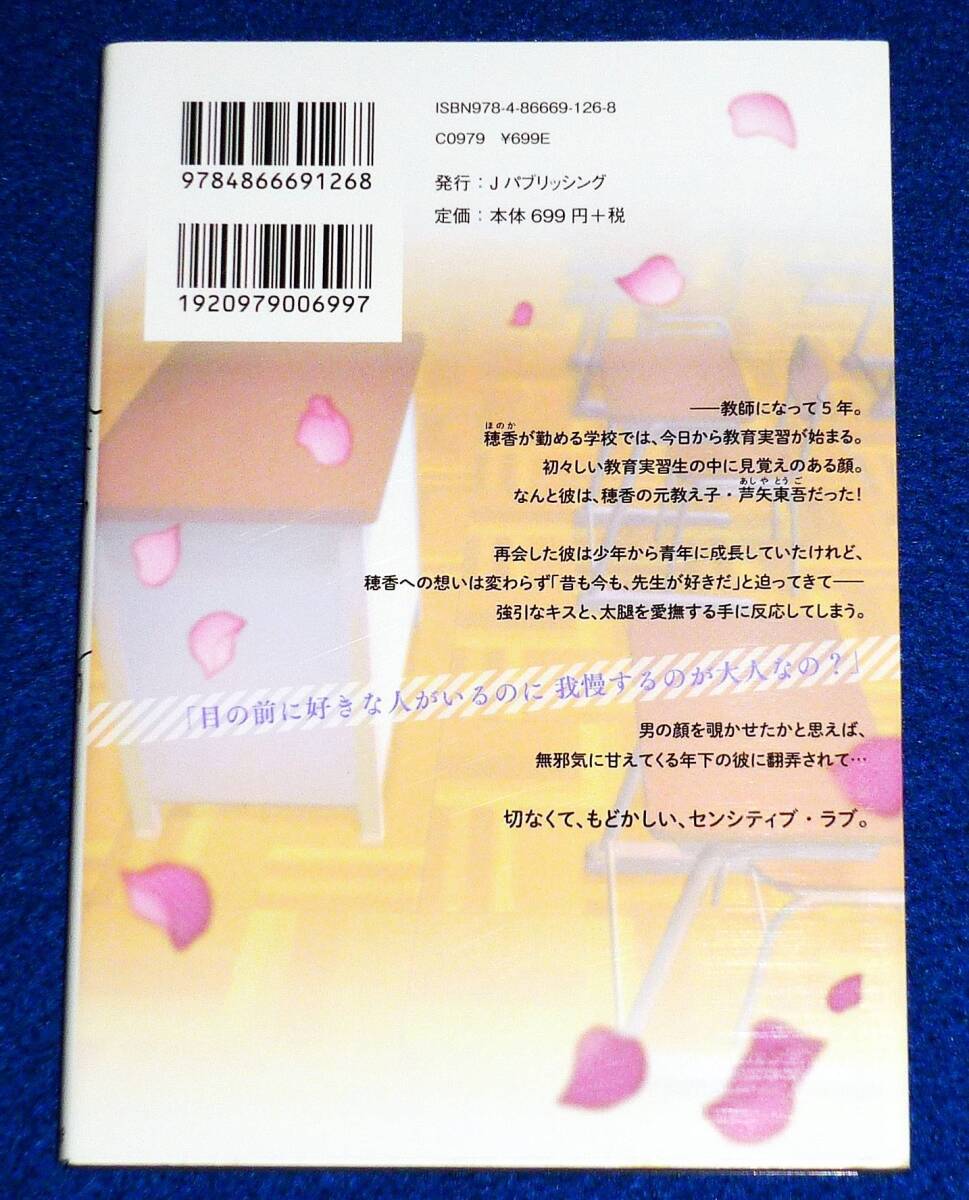 ISBN978-4-86669-126-8
C0979 ¥699E
9784866691268
発行：Jパブリッシング
定価：本体699円＋税
1920979006997
――教師になって5年。
ほのか
穂香が勤める学校では、今日から教育実習が始まる。
初々しい教育実習生の中に見覚えのある顔。
あしやとうご
なんと彼は、穂香の元教え子・芦矢東吾だった！
再会した彼は少年から青年に成長していたけれど、
穂香への想いは変わらず「昔も今も、先生が好きだ」と迫ってきて――
強引なキスと、太腿を愛撫する手に反応してしまう。
「目の前に好きな人がいるのに 我慢するのが大人なの？」
男の顔を覗かせたかと思えば、
無邪気に甘えてくる年下の彼に翻弄されて…
切なくて、もどかしい、センシティブ・ラブ。